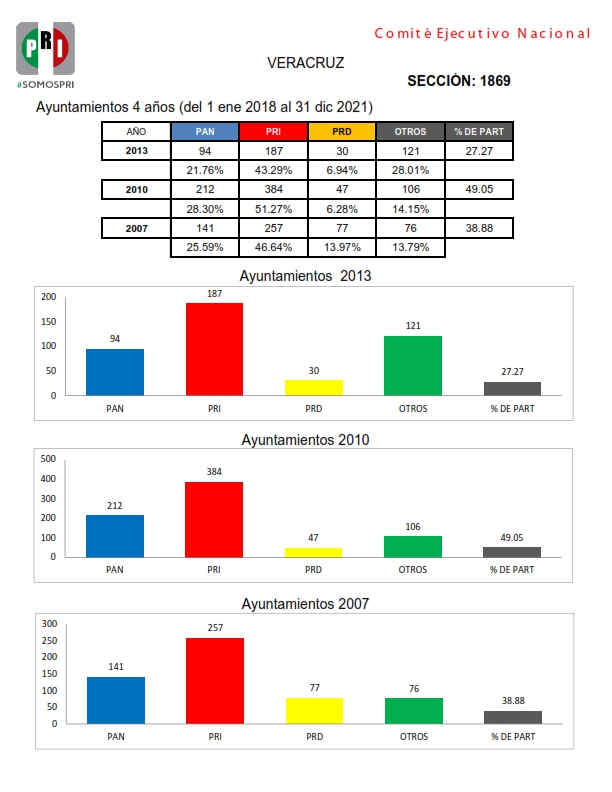 Comité Ejecutivo Nacional
PRI
#SOMOSPRI
VERACRUZ
SECCIÓN: 1869
Ayuntamientos 4 años (del 1 ene 2018 al 31 dic 2021)
AÑO PAN PRI PRD OTROS % DE PART
2013 94 187 30 121 27.27
21.76% 43.29% 6.94% 28.01%
2010 212 384 47 106 49.05
28.30% 51.27% 6.28% 14.15%
2007 141 257 77 76 38.88
25.59% 46.64% 13.97% 13.79%
Ayuntamientos 2013
200
150
100
50
0
94 187 30 121 27.27
PAN PRI PRD OTROS % DE PART
Ayuntamientos 2010
500
400
300
200
100
0
212 384 47 106 49.05
PAN PRI PRD OTROS % DE PART
Ayuntamientos 2007
300
250
200
150
100
50
0
141 257 77 76 38.88
PAN PRI PRD OTROS % DE PART